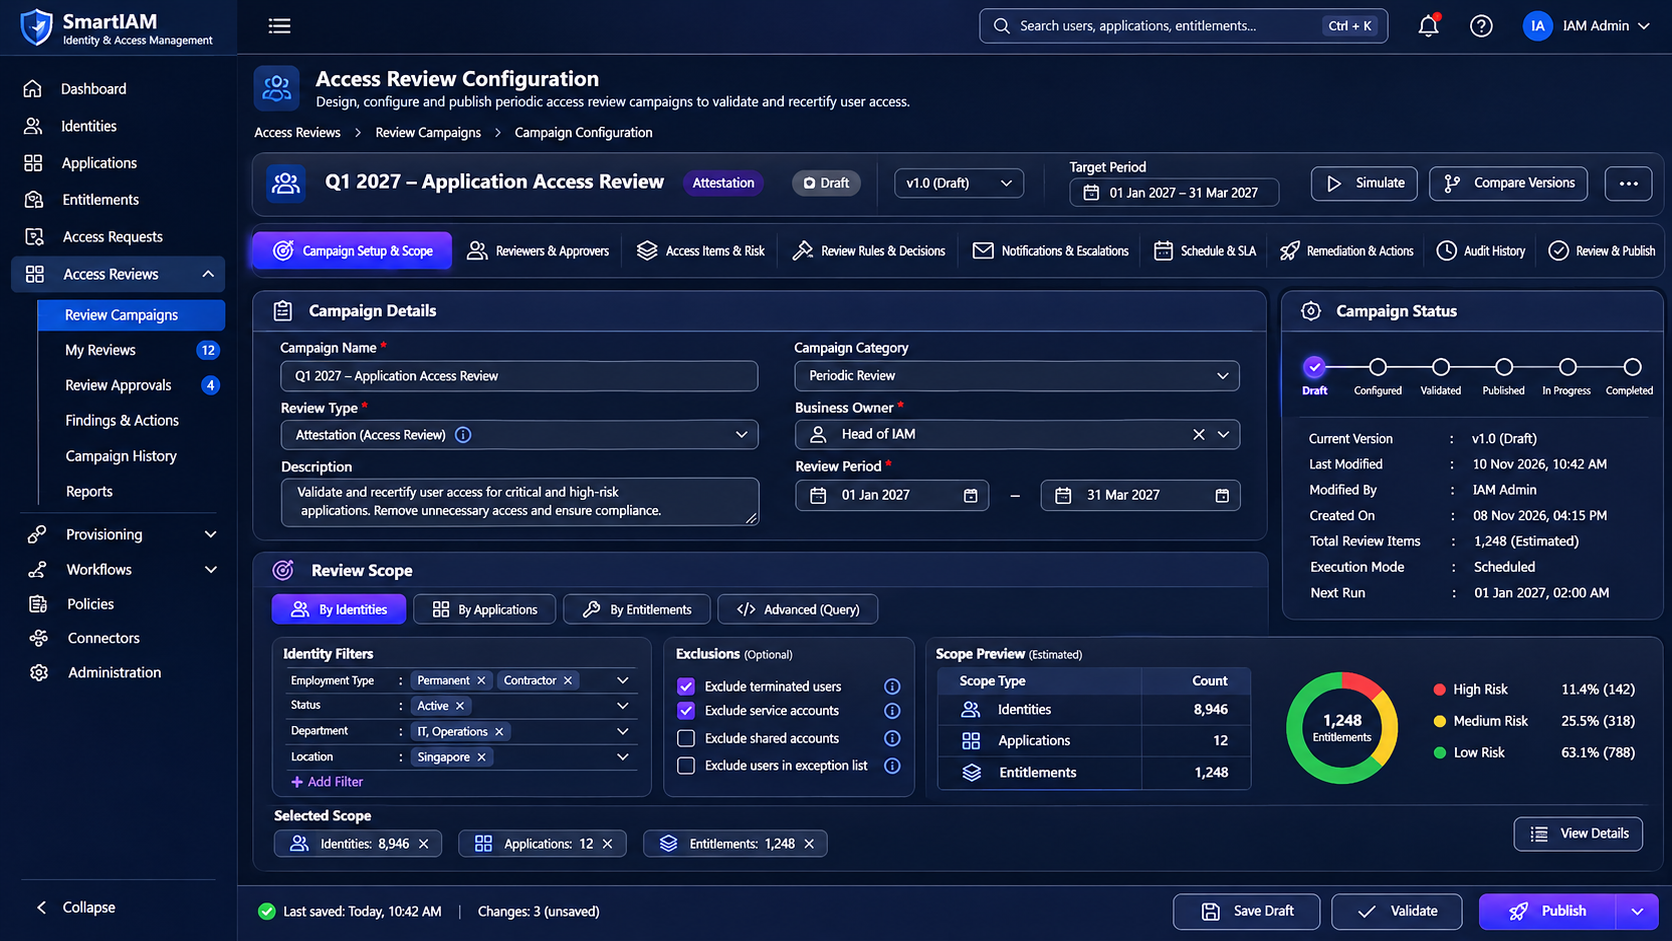 SmartIAM
Identity & Access Management
Search users, applications, entitlements...
Ctrl + K
IA
IAM Admin
Dashboard
Identities
Applications
Entitlements
Access Requests
Access Reviews
Review Campaigns
My Reviews 12
Review Approvals 4
Findings & Actions
Campaign History
Reports
Provisioning
Workflows
Policies
Connectors
Administration
Collapse
Access Review Configuration
Design, configure and publish periodic access review campaigns to validate and recertify user access.
Access Reviews > Review Campaigns > Campaign Configuration
Q1 2027 – Application Access Review
Attestation
Draft
v1.0 (Draft)
Target Period
01 Jan 2027 – 31 Mar 2027
Simulate
Compare Versions
Campaign Setup & Scope
Reviewers & Approvers
Access Items & Risk
Review Rules & Decisions
Notifications & Escalations
Schedule & SLA
Remediation & Actions
Audit History
Review & Publish
Campaign Details
Campaign Name *
Q1 2027 – Application Access Review
Campaign Category
Periodic Review
Review Type *
Attestation (Access Review)
Business Owner *
Head of IAM
Description
Validate and recertify user access for critical and high-risk
applications. Remove unnecessary access and ensure compliance.
Review Period *
01 Jan 2027 – 31 Mar 2027
Campaign Status
Draft
Configured
Validated
Published
In Progress
Completed
Current Version : v1.0 (Draft)
Last Modified : 10 Nov 2026, 10:42 AM
Modified By : IAM Admin
Created On : 08 Nov 2026, 04:15 PM
Total Review Items : 1,248 (Estimated)
Execution Mode : Scheduled
Next Run : 01 Jan 2027, 02:00 AM
Review Scope
By Identities
By Applications
By Entitlements
</> Advanced (Query)
Identity Filters
Employment Type : Permanent × Contractor ×
Status : Active ×
Department : IT, Operations ×
Location : Singapore ×
+ Add Filter
Exclusions (Optional)
Exclude terminated users
Exclude service accounts
Exclude shared accounts
Exclude users in exception list
Scope Preview (Estimated)
Scope Type Count
Identities 8,946
Applications 12
Entitlements 1,248
1,248
Entitlements
High Risk 11.4% (142)
Medium Risk 25.5% (318)
Low Risk 63.1% (788)
Selected Scope
Identities: 8,946 ×
Applications: 12 ×
Entitlements: 1,248 ×
View Details
Last saved: Today, 10:42 AM | Changes: 3 (unsaved)
Save Draft
Validate
Publish